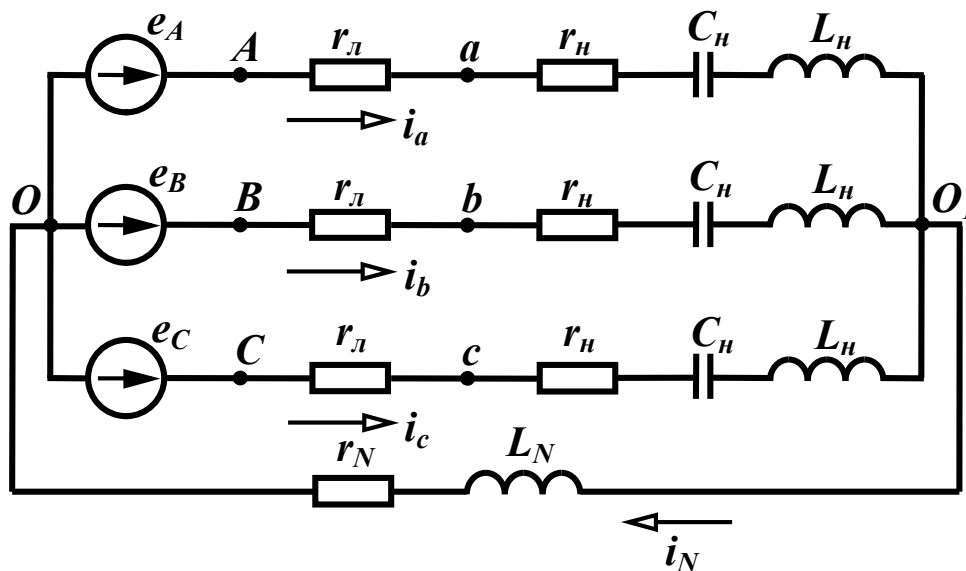 e_A A r_л a r_н C_н L_н
i_a
O e_B B r_л b r_н C_н L_н O
i_b
e_C C r_л c r_н C_н L_н
i_c
r_N L_N
i_N